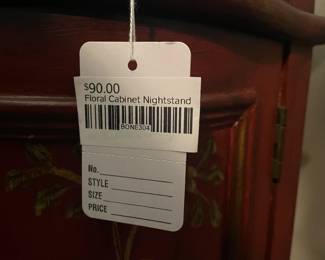 $90.00
Floral Cabinet Nightstand
BONE304
No.
STYLE
SIZE
PRICE